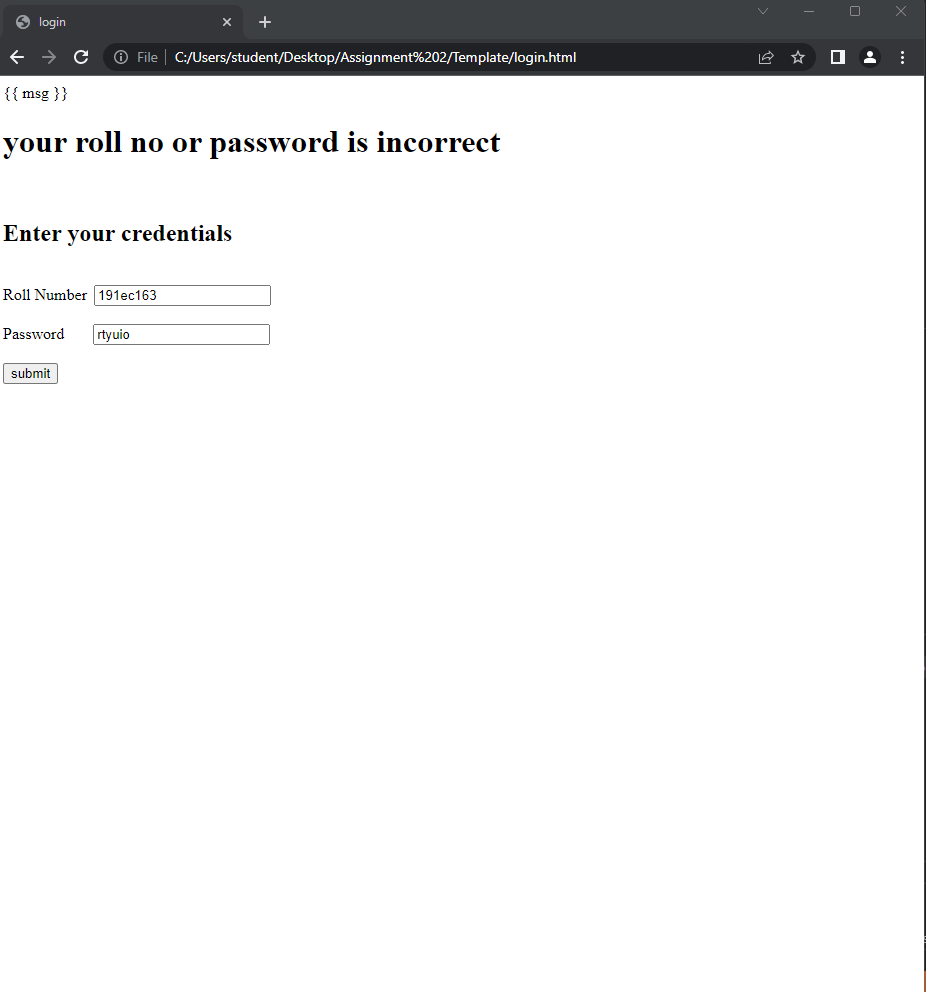 login
File C:/Users/student/Desktop/Assignment%202/Template/login.html
{{ msg }}
your roll no or password is incorrect
Enter your credentials
Roll Number 191ec163
Password rtyuio
submit